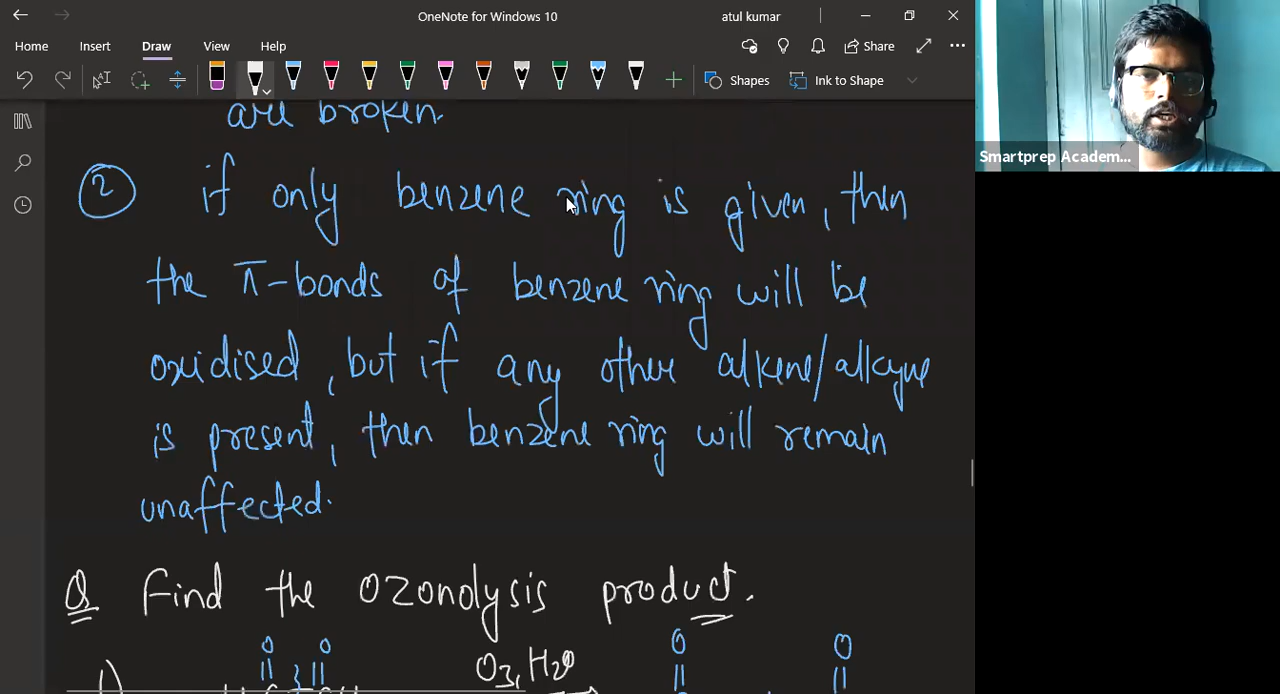 OneNote for Windows 10
atul kumar
Home Insert Draw View Help
Share
Shapes Ink to Shape
Smartprep Academ...
are broken.
2 if only benzene ring is given, then
the π-bonds of benzene ring will be
oxidised, but if any other alkene/alkyne
is present, then benzene ring will remain
unaffected.
Q Find the ozonolysis product.
O O O3, H2O O O
1)